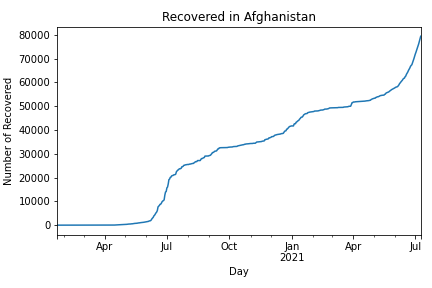 Recovered in Afghanistan
80000
70000
60000
50000
40000
30000
20000
10000
0
Number of Recovered
Apr
Jul
Oct
Jan
2021
Apr
Jul
Day